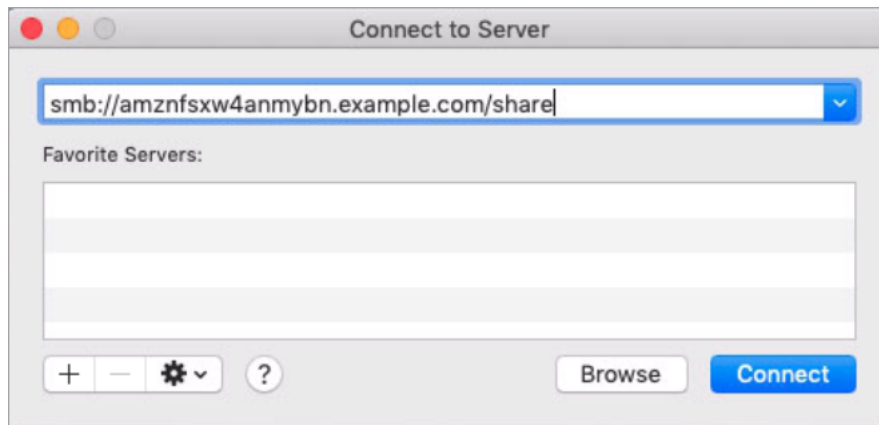 Connect to Server
smb://amznfsxw4anmybn.example.com/share
Favorite Servers:
+ − ?
Browse Connect